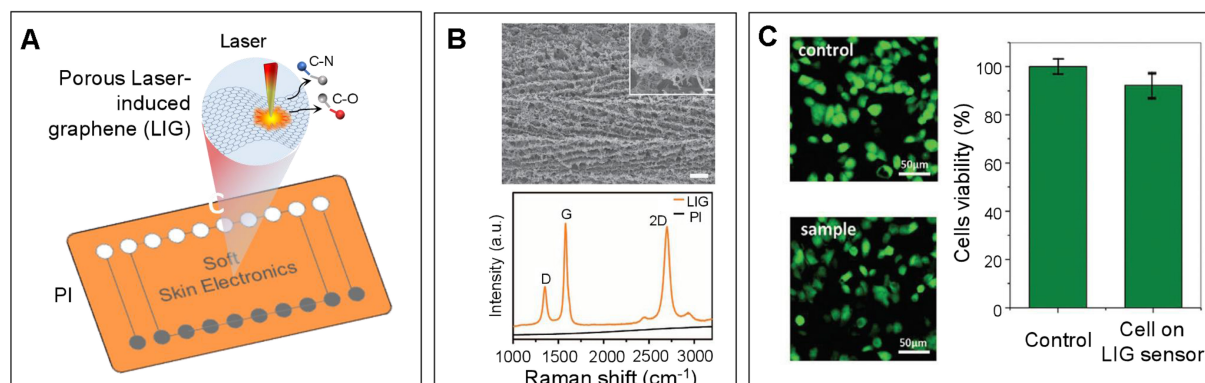 A
Laser
C-N
C-O
Porous Laser-
induced
graphene (LIG)
C
PI
Soft
Skin Electronics
B
Intensity (a.u.)
LIG
PI
D
G
2D
1000 1500 2000 2500 3000
Raman shift (cm⁻¹)
C
control
50μm
sample
50μm
Cells viability (%)
100
80
60
40
20
0
Control
Cell on
LIG sensor